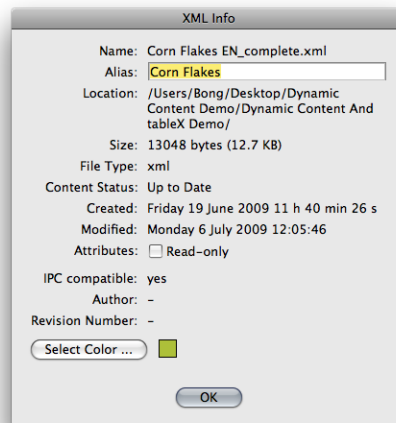 XML Info
Name: Corn Flakes EN_complete.xml
Alias: Corn Flakes
Location: /Users/Bong/Desktop/Dynamic
Content Demo/Dynamic Content And
tableX Demo/
Size: 13048 bytes (12.7 KB)
File Type: xml
Content Status: Up to Date
Created: Friday 19 June 2009 11 h 40 min 26 s
Modified: Monday 6 July 2009 12:05:46
Attributes: Read-only
IPC compatible: yes
Author: –
Revision Number: –
Select Color ...
OK